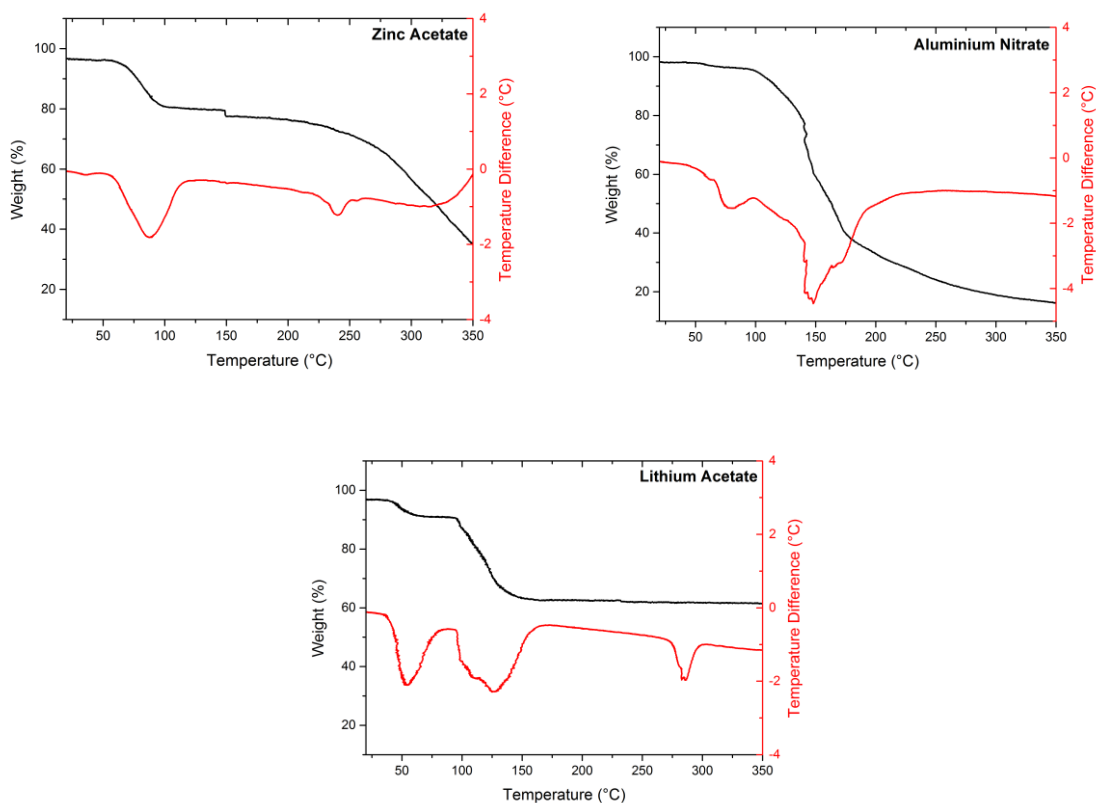 Zinc Acetate
Weight (%)
100
80
60
40
20
4
2
0
-2
-4
Temperature Difference (°C)
50 100 150 200 250 300 350
Temperature (°C)
Aluminium Nitrate
Weight (%)
100
80
60
40
20
4
2
0
-2
-4
Temperature Difference (°C)
50 100 150 200 250 300 350
Temperature (°C)
Lithium Acetate
Weight (%)
100
80
60
40
20
4
2
0
-2
-4
Temperature Difference (°C)
50 100 150 200 250 300 350
Temperature (°C)